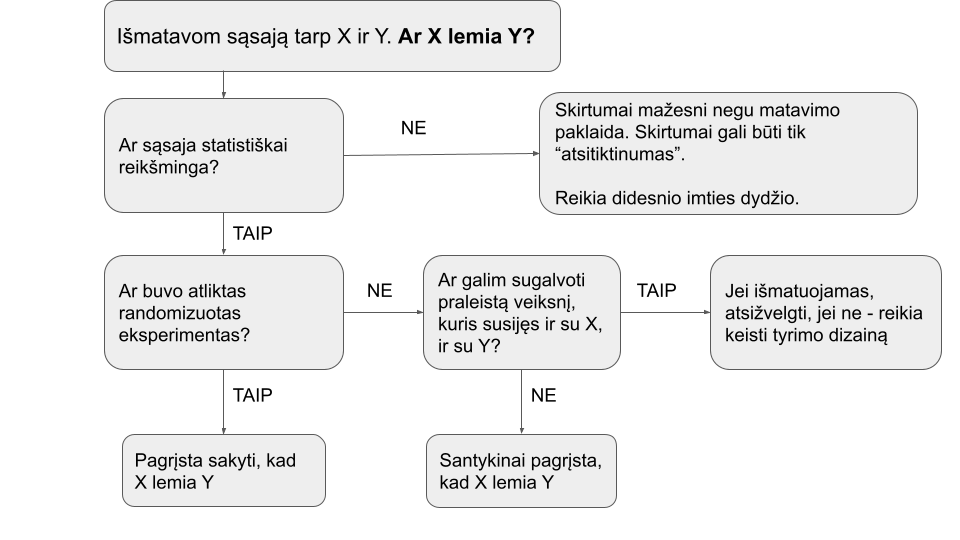 Išmatavom sąsają tarp X ir Y. Ar X lemia Y?
Ar sąsaja statistiškai
reikšminga?
NE
Skirtumai mažesni negu matavimo
paklaida. Skirtumai gali būti tik
“atsitiktinumas”.
Reikia didesnio imties dydžio.
TAIP
Ar buvo atliktas
randomizuotas
eksperimentas?
NE
Ar galim sugalvoti
praleistą veiksnį,
kuris susijęs ir su X,
ir su Y?
TAIP
Jei išmatuojamas,
atsižvelgti, jei ne - reikia
keisti tyrimo dizainą
TAIP
NE
Pagrįsta sakyti, kad
X lemia Y
Santykinai pagrįsta,
kad X lemia Y